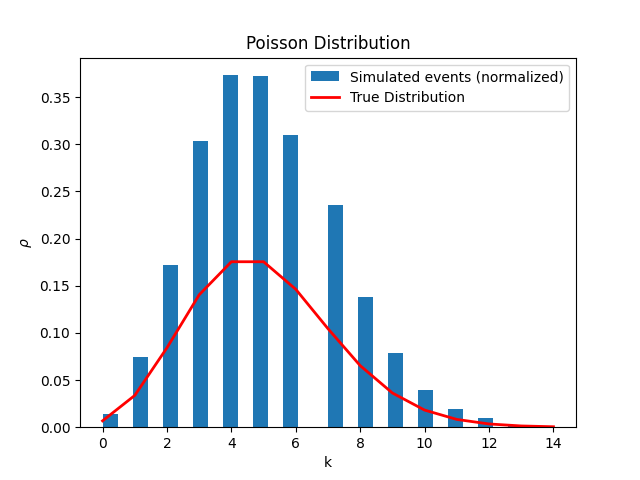 Poisson Distribution
Simulated events (normalized)
True Distribution
0.35
0.30
0.25
0.20
0.15
0.10
0.05
0.00
ρ
0 2 4 6 8 10 12 14
k